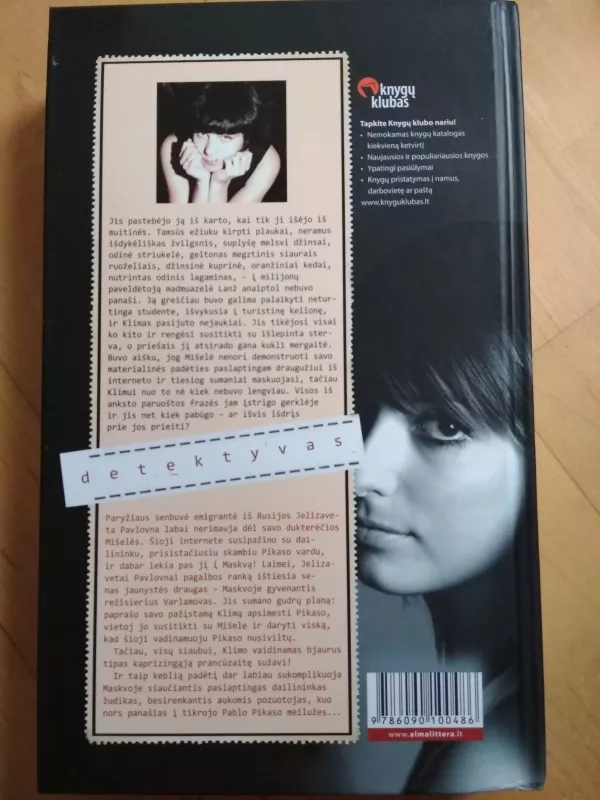 knygų
klubas
Tapkite Knygų klubo nariu!
• Nemokamas knygų katalogas
kiekvieną ketvirtį
• Naujausios ir populiariausios knygos
• Ypatingi pasiūlymai
• Knygų pristatymas į namus,
darbovietę ar paštą
www.knyguklubas.lt
Jis pastebėjo ją iš karto, kai tik ji išėjo iš
muitinės. Tamsūs ežiuku kirpti plaukai, neramus
išdykėliškas žvilgsnis, suplyšę melsvi džinsai,
odinė striukelė, geltonas megztinis siaurais
ruoželiais, džinsinė kuprinė, oranžiniai kedai,
nutrintas odinis lagaminas, – į milijonų
paveldėtoją madmuazelė Lanž anaiptol nebuvo
panaši. Ją greičiau buvo galima palaikyti netur-
tinga studente, išvykusia į turistinę kelionę,
ir Klimas pasijuto nejaukiai. Jis tikėjosi visai
ko kito ir rengėsi susitikti su išlepinta ster-
va, o priešais jį atsirado gana kukli mergaitė.
Buvo aišku, jog Mišelė nenori demonstruoti savo
materialinės padėties paslaptingam draugužiui iš
interneto ir tiesiog sumaniai maskuojasi, tačiau
Klimui nuo to nė kiek nebuvo lengviau. Visos iš
anksto paruoštos frazės jam įstrigo gerklėje
ir jis net kiek pabūgo – ar išvis išdrįs
prie jos prieiti?
detektyvas
Paryžiaus senbuvė emigrantė iš Rusijos Jelizave-
ta Pavlovna labai nerimauja dėl savo dukterėčios
Mišelės. Šioji internete susipažino su dai-
lininku, prisistačiusiu skambiu Pikaso vardu,
ir dabar lekia pas jį į Maskvą! Laimei, Jeliza-
vetai Pavlovnai pagalbos ranką ištiesia se-
nas jaunystės draugas – Maskvoje gyvenantis
režisierius Varlamovas. Jis sumano gudrų planą:
paprašo savo pažįstamą Klimą apsimesti Pikaso,
vietoj jo susitikti su Mišele ir daryti viską,
kad šioji vadinamuoju Pikaso nusiviltų.
Tačiau, visų siaubui, Klimo vaidinamas bjaurus
tipas kaprizingąją prancūzaitę sužavi!
Ir taip keblią padėtį dar labiau sukomplikuoja
Maskvoje siaučiantis paslaptingas dailininkas
žudikas, besirenkantis aukomis pozuotojas, kuo
nors panašias į tikrojo Pablo Pikaso meilužes...
9 786090 100486
www.almalittera.lt